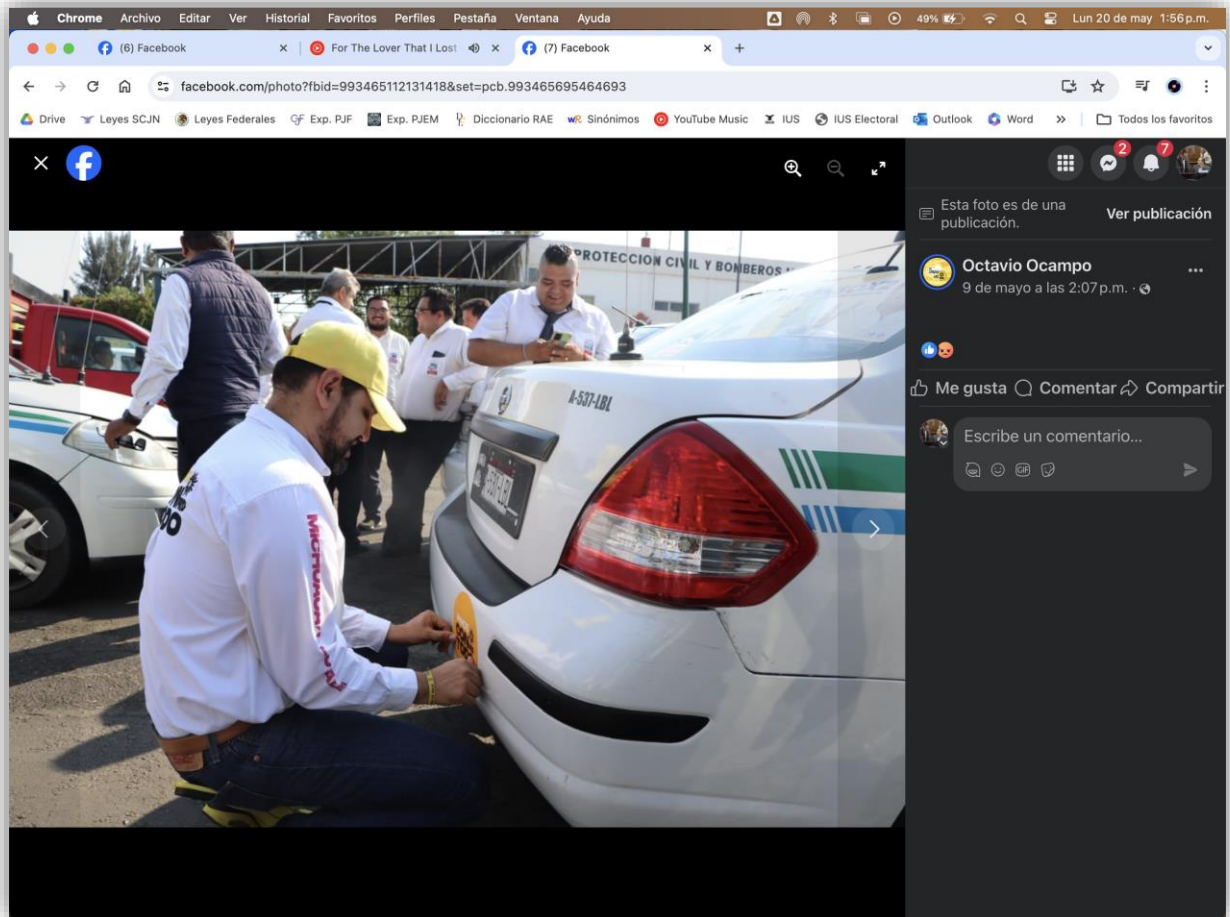 Chrome Archivo Editar Ver Historial Favoritos Perfiles Pestaña Ventana Ayuda 49% Lun 20 de may 1:56 p.m.
(6) Facebook For The Lover That I Lost (7) Facebook
facebook.com/photo?fbid=993465112131418&set=pcb.993465695464693
Drive Leyes SCJN Leyes Federales Exp. PJF Exp. PJEM Diccionario RAE Sinónimos YouTube Music IUS IUS Electoral Outlook Word Todos los favoritos
2 7
Esta foto es de una publicación.
Ver publicación
Octavio Ocampo
9 de mayo a las 2:07 p.m.
Me gusta Comentar Compartir
Escribe un comentario...
GIF
PROTECCION CIVIL Y BOMBEROS
A-537-LBL